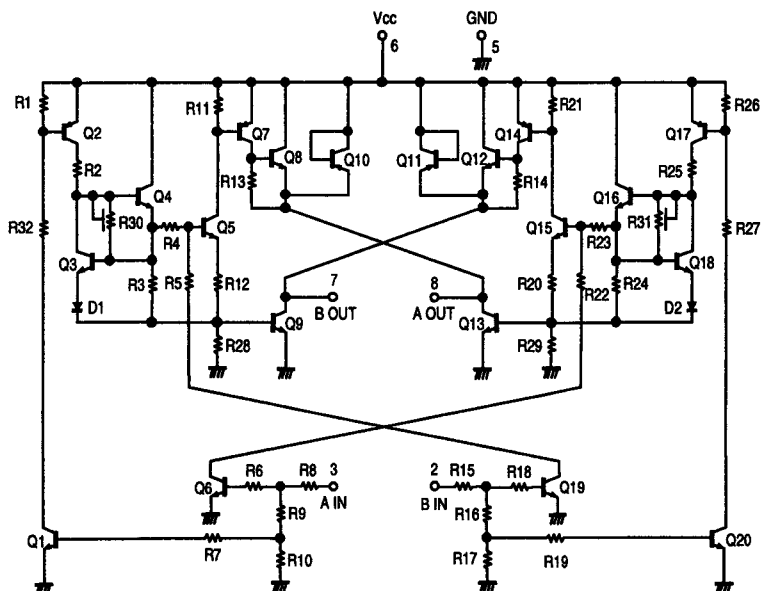 Vcc GND
6 5
R1 R11 R21 R26
Q2 Q7 Q8 Q10 Q11 Q12 Q14 Q17
R2 Q4 R13 R14 Q16 R25
R32 R30 R4 Q5 Q15 R23 R31 R27
Q3 R3 R5 R12 R20 R22 R24 Q18
D1 7 8 D2
B OUT A OUT
Q9 Q13
R28 R29
R6 R8 3 2 R15 R18
Q6 A IN B IN Q19
R9 R16
Q1 R7 R10 R17 R19 Q20